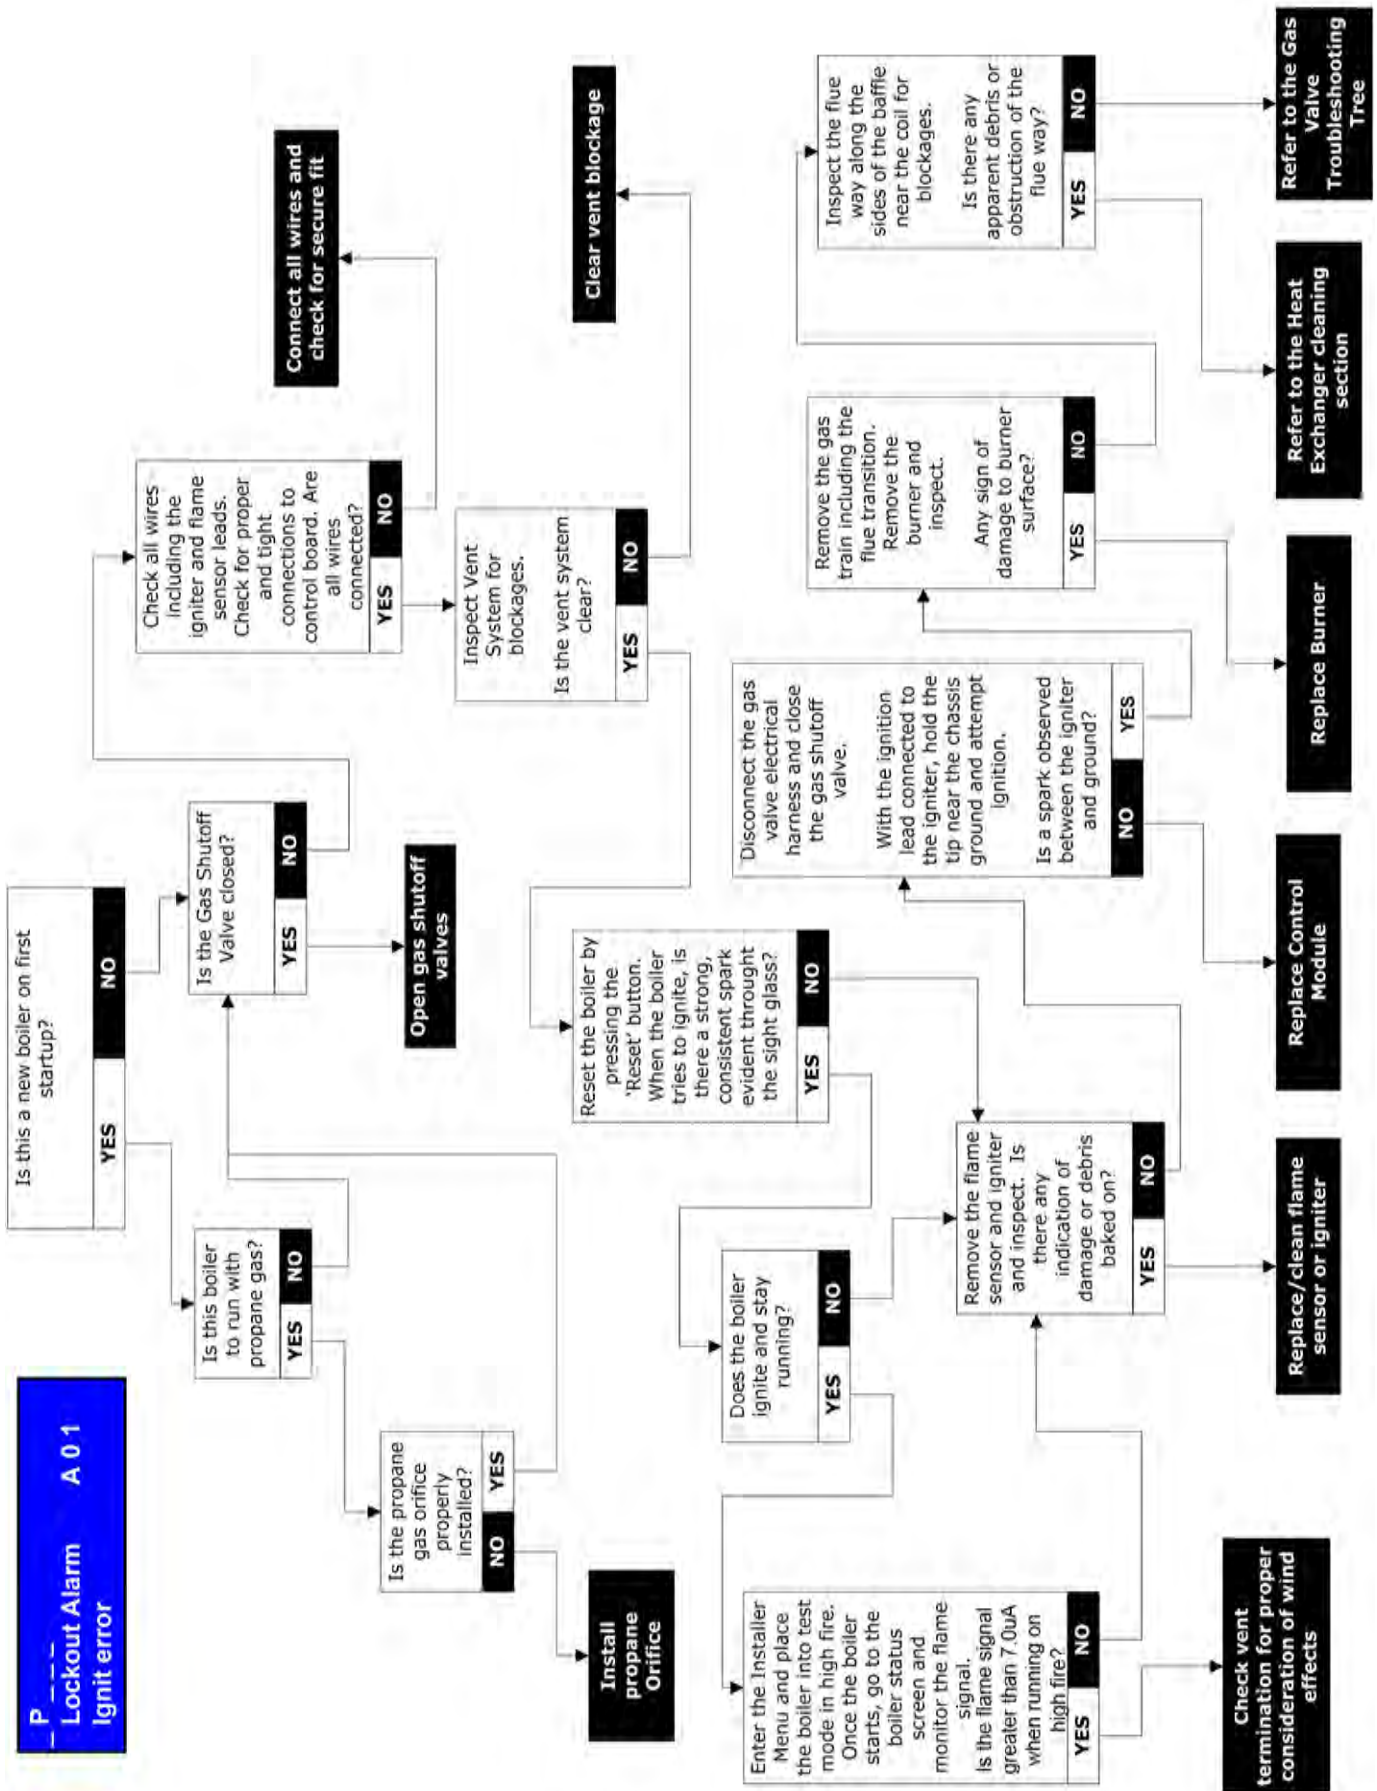 _P_ _ _ _
Lockout Alarm A 0 1
Ignit error
Is this a new boiler on first
startup?
YES
NO
Is this boiler
to run with
propane gas?
YES
NO
Is the Gas Shutoff
Valve closed?
YES
NO
Check all wires
including the
igniter and flame
sensor leads.
Check for proper
and tight
connections to
control board. Are
all wires
connected?
YES
NO
Connect all wires and
check for secure fit
Is the propane
gas orifice
properly
installed?
NO
YES
Open gas shutoff
valves
Inspect Vent
System for
blockages.
Is the vent system
clear?
YES
NO
Install
propane
Orifice
Reset the boiler by
pressing the
'Reset' button.
When the boiler
tries to ignite, is
there a strong,
consistent spark
evident throught
the sight glass?
YES
NO
Clear vent blockage
Enter the Installer
Menu and place
the boiler into test
mode in high fire.
Once the boiler
starts, go to the
boiler status
screen and
monitor the flame
signal.
Is the flame signal
greater than 7.0uA
when running on
high fire?
YES
NO
Does the boiler
ignite and stay
running?
YES
NO
Disconnect the gas
valve electrical
harness and close
the gas shutoff
valve.
With the ignition
lead connected to
the igniter, hold the
tip near the chassis
ground and attempt
ignition.
Is a spark observed
between the igniter
and ground?
NO
YES
Remove the gas
train including the
flue transition.
Remove the
burner and
inspect.
Any sign of
damage to burner
surface?
YES
NO
Inspect the flue
way along the
sides of the baffle
near the coil for
blockages.
Is there any
apparent debris or
obstruction of the
flue way?
YES
NO
Remove the flame
sensor and igniter
and inspect. Is
there any
indication of
damage or debris
baked on?
YES
NO
Check vent
termination for proper
consideration of wind
effects
Replace/clean flame
sensor or igniter
Replace Control
Module
Replace Burner
Refer to the Heat
Exchanger cleaning
section
Refer to the Gas
Valve
Troubleshooting
Tree